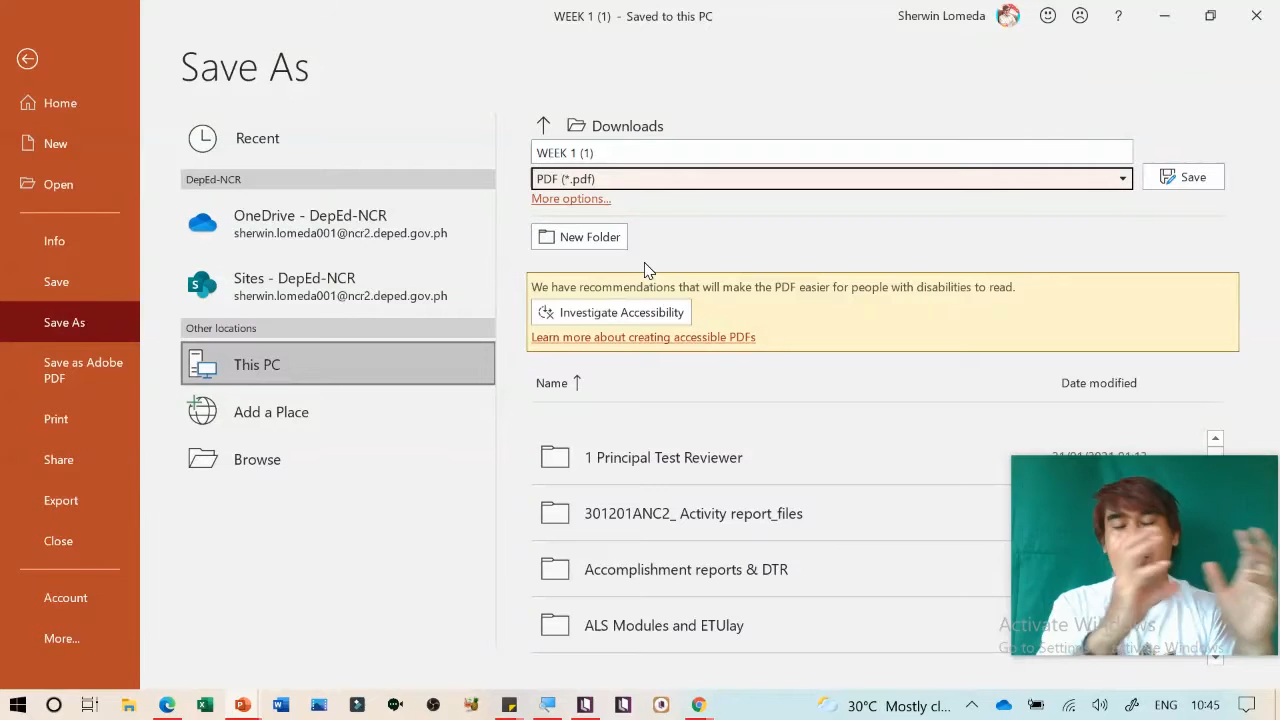 WEEK 1 (1) - Saved to this PC
Sherwin Lomeda
?
Home
New
Open
Info
Save
Save As
Save as Adobe
PDF
Print
Share
Export
Close
Account
More...
Save As
Recent
DepEd-NCR
OneDrive - DepEd-NCR
sherwin.lomeda001@ncr2.deped.gov.ph
Sites - DepEd-NCR
sherwin.lomeda001@ncr2.deped.gov.ph
Other locations
This PC
Add a Place
Browse
Downloads
WEEK 1 (1)
PDF (*.pdf)
Save
More options...
New Folder
We have recommendations that will make the PDF easier for people with disabilities to read.
Investigate Accessibility
Learn more about creating accessible PDFs
Name
Date modified
1 Principal Test Reviewer
301201ANC2_ Activity report_files
Accomplishment reports & DTR
ALS Modules and ETUlay
Activate Windows
Go to Settings Activate Windows
30°C Mostly cl...
ENG
10:45